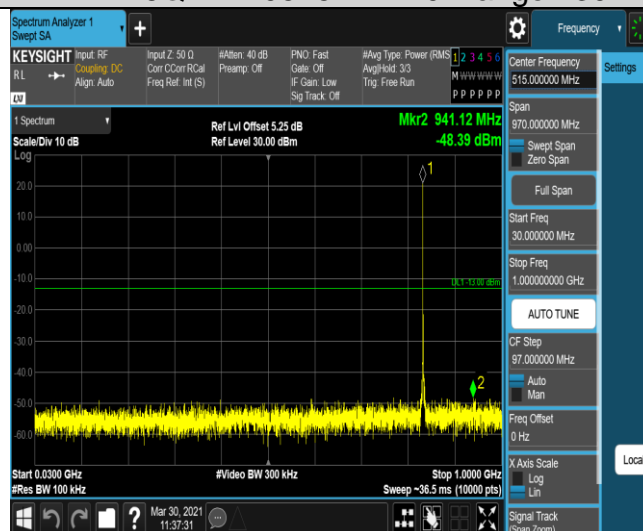 Spectrum Analyzer 1
Swept SA
Frequency
KEYSIGHT
RL
LXI
Input: RF
Coupling: DC
Align: Auto
Input Z: 50 Ω
Corr CCorr RCal
Freq Ref: Int (S)
#Atten: 40 dB
Preamp: Off
PNO: Fast
Gate: Off
IF Gain: Low
Sig Track: Off
#Avg Type: Power (RMS
Avg|Hold: 3/3
Trig: Free Run
1 2 3 4 5 6
M W W W W W
P P P P P P
1 Spectrum
Scale/Div 10 dB
Log
Ref Lvl Offset 5.25 dB
Ref Level 30.00 dBm
Mkr2 941.12 MHz
-48.39 dBm
1
20.0
10.0
0.00
-10.0
DL1 -13.00 dBm
-20.0
-30.0
-40.0
2
-50.0
-60.0
Start 0.0300 GHz
#Res BW 100 kHz
#Video BW 300 kHz
Stop 1.0000 GHz
Sweep ~36.5 ms (10000 pts)
Mar 30, 2021
11:37:31
Center Frequency
515.000000 MHz
Settings
Span
970.000000 MHz
Swept Span
Zero Span
Full Span
Start Freq
30.000000 MHz
Stop Freq
1.000000000 GHz
AUTO TUNE
CF Step
97.000000 MHz
Auto
Man
Freq Offset
0 Hz
X Axis Scale
Log
Lin
Local
Signal Track
(Span Zoom)